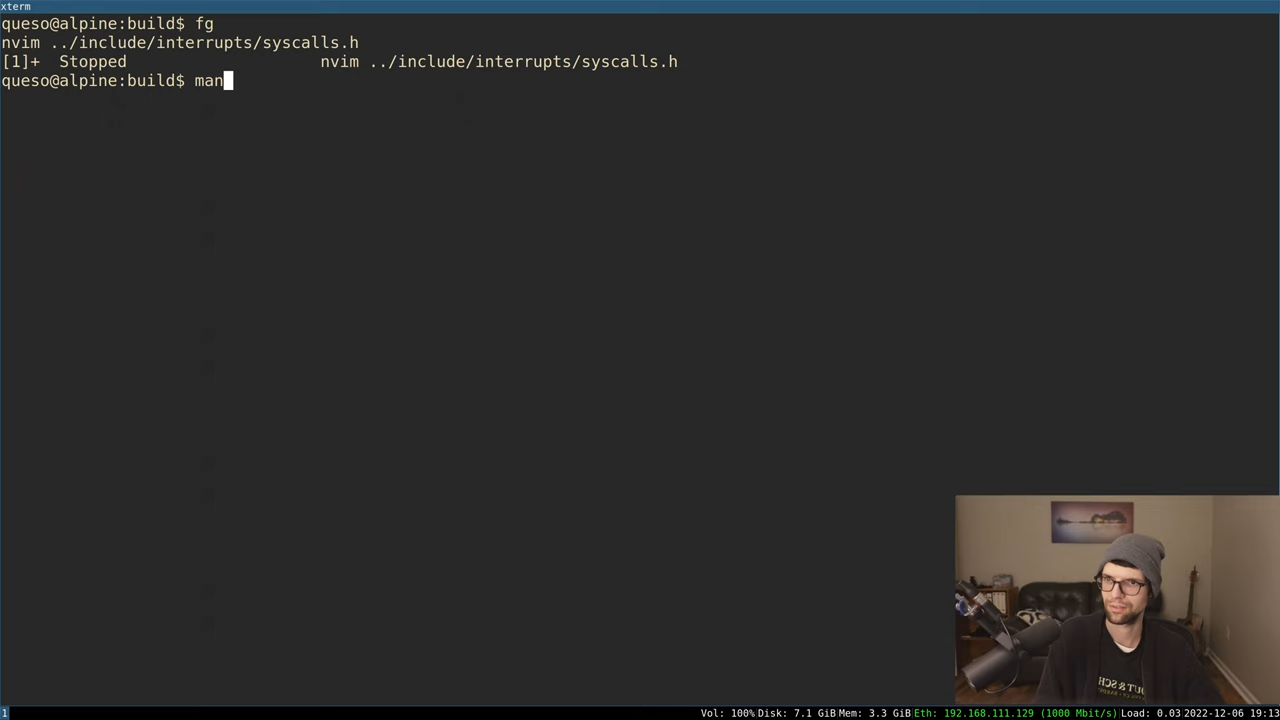 xterm
queso@alpine:build$ fg
nvim ../include/interrupts/syscalls.h
[1]+  Stopped                    nvim ../include/interrupts/syscalls.h
queso@alpine:build$ man
1
Vol: 100% Disk: 7.1 GiB Mem: 3.3 GiB Eth: 192.168.111.129 (1000 Mbit/s) Load: 0.03 2022-12-06 19:13